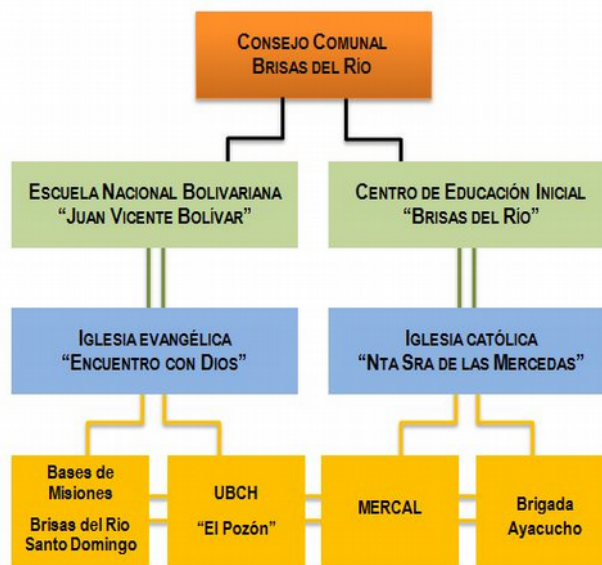 CONSEJO COMUNAL
BRISAS DEL RÍO
ESCUELA NACIONAL BOLIVARIANA
“JUAN VICENTE BOLÍVAR”
CENTRO DE EDUCACIÓN INICIAL
“BRISAS DEL RÍO”
IGLESIA EVANGÉLICA
“ENCUENTRO CON DIOS”
IGLESIA CATÓLICA
“NTA SRA DE LAS MERCEDAS”
Bases de
Misiones
Brisas del Rio
Santo Domingo
UBCH
“El Pozón”
MERCAL
Brigada
Ayacucho